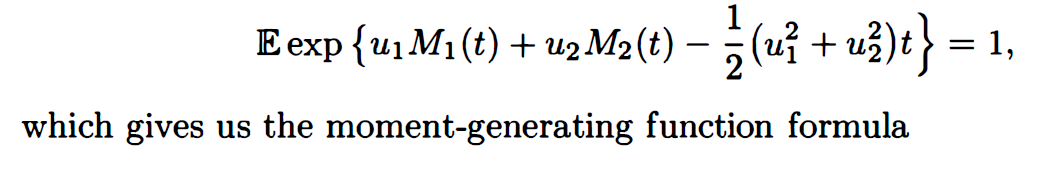 𝔼 exp {u₁M₁(t) + u₂M₂(t) − ½(u₁² + u₂²)t} = 1,
which gives us the moment-generating function formula